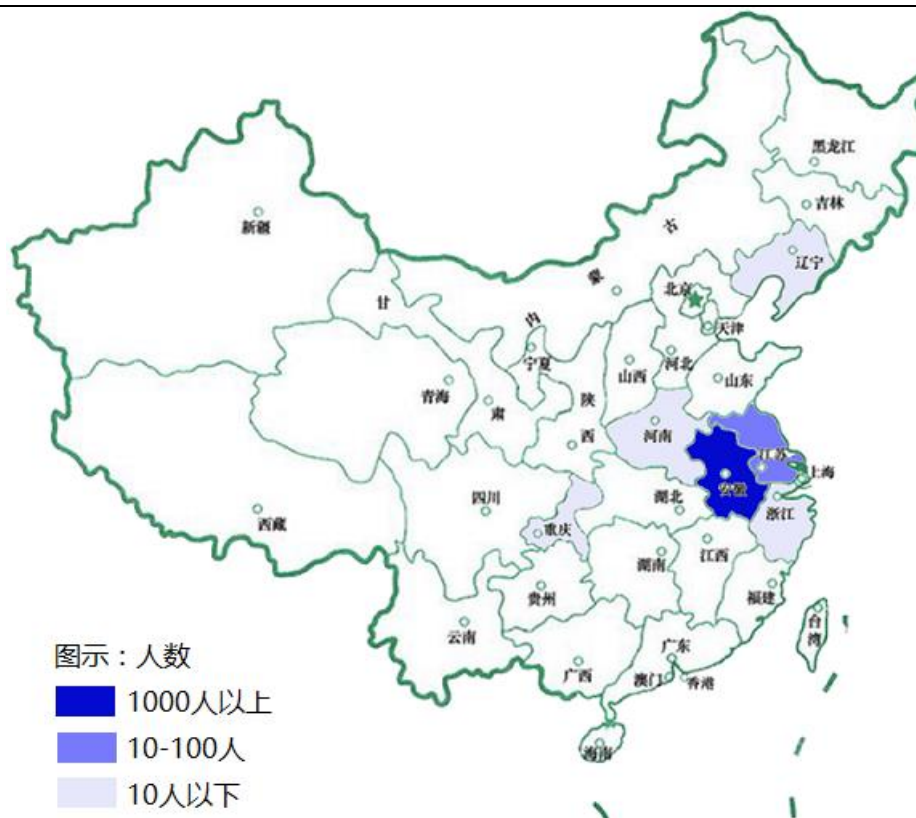 黑龙江
吉林
辽宁
内
蒙
古
新疆
北京
天津
甘
肃
宁夏
河北
山西
山东
青海
陕
西
河南
江苏
上海
安徽
四川
湖北
浙江
西藏
重庆
湖南
江西
贵州
福建
云南
台
湾
广东
广西
澳门
香港
海南
图示：人数
1000人以上
10-100人
10人以下